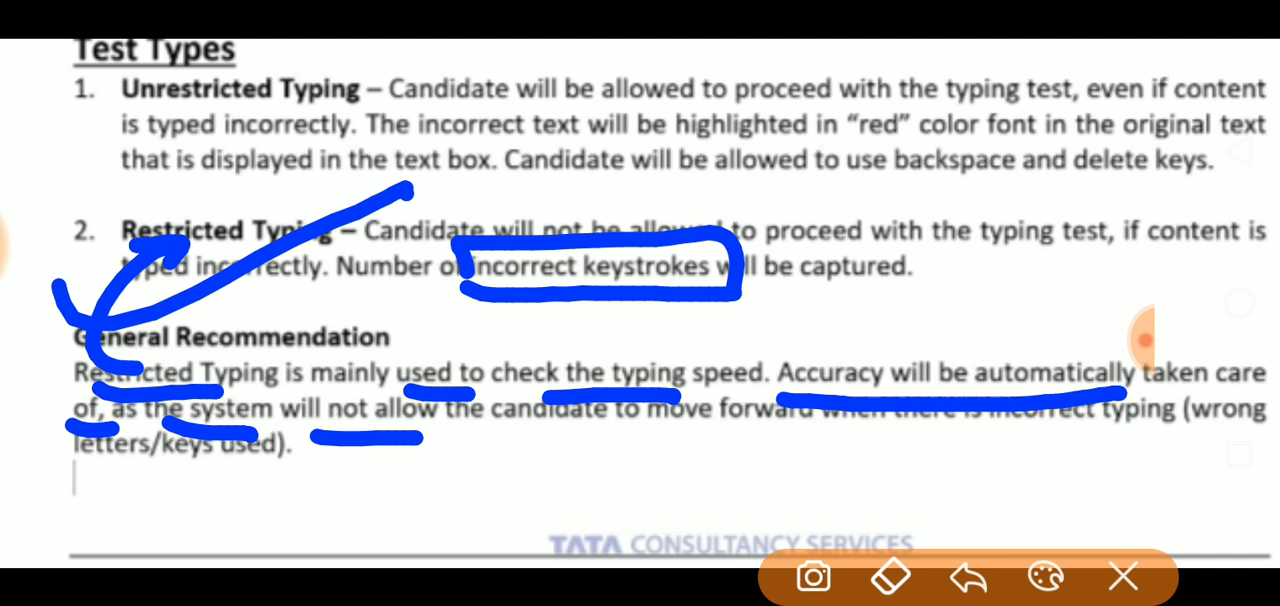 Test Types
1. Unrestricted Typing – Candidate will be allowed to proceed with the typing test, even if content
is typed incorrectly. The incorrect text will be highlighted in “red” color font in the original text
that is displayed in the text box. Candidate will be allowed to use backspace and delete keys.
2. Restricted Typing – Candidate will not be allowed to proceed with the typing test, if content is
typed incorrectly. Number of incorrect keystrokes will be captured.
General Recommendation
Restricted Typing is mainly used to check the typing speed. Accuracy will be automatically taken care
of, as the system will not allow the candidate to move forward when there is incorrect typing (wrong
letters/keys used).
TATA CONSULTANCY SERVICES